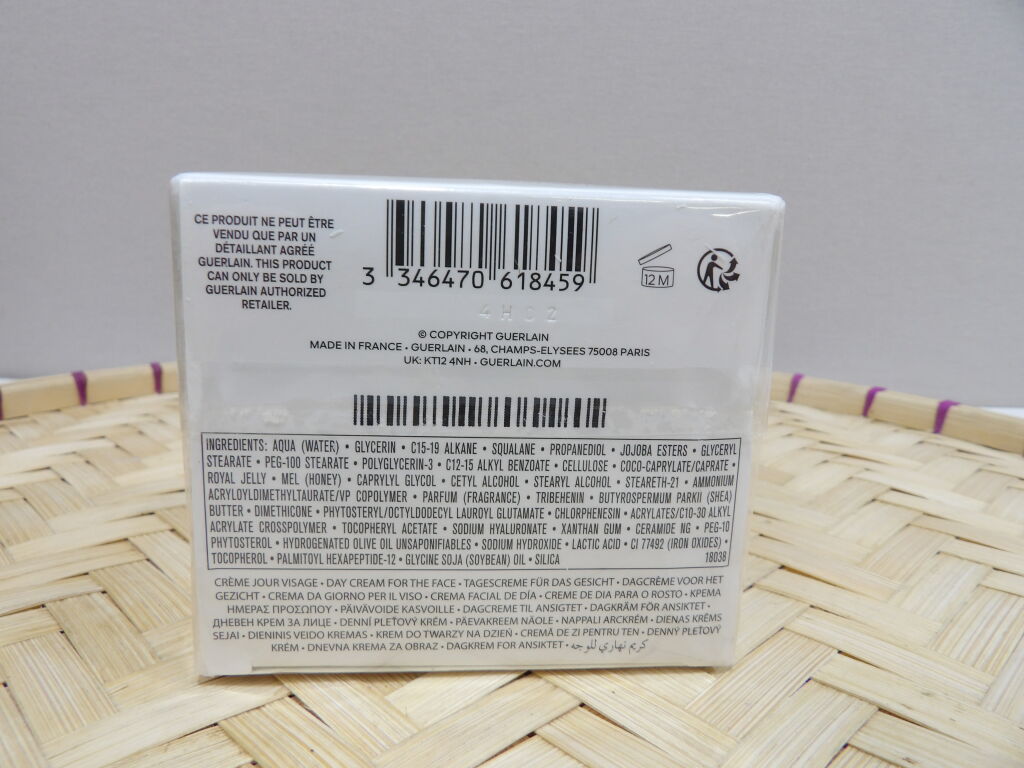 CE PRODUIT NE PEUT ÊTRE
VENDU QUE PAR UN
DÉTAILLANT AGRÉÉ
GUERLAIN. THIS PRODUCT
CAN ONLY BE SOLD BY
GUERLAIN AUTHORIZED
RETAILER.
3 346470 618459
12 M
4HC2
© COPYRIGHT GUERLAIN
MADE IN FRANCE • GUERLAIN • 68, CHAMPS-ELYSEES 75008 PARIS
UK: KT12 4NH • GUERLAIN.COM
INGREDIENTS: AQUA (WATER) • GLYCERIN • C15-19 ALKANE • SQUALANE • PROPANEDIOL • JOJOBA ESTERS • GLYCERYL
STEARATE • PEG-100 STEARATE • POLYGLYCERIN-3 • C12-15 ALKYL BENZOATE • CELLULOSE • COCO-CAPRYLATE/CAPRATE •
ROYAL JELLY • MEL (HONEY) • CAPRYLYL GLYCOL • CETYL ALCOHOL • STEARYL ALCOHOL • STEARETH-21 • AMMONIUM
ACRYLOYLDIMETHYLTAURATE/VP COPOLYMER • PARFUM (FRAGRANCE) • TRIBEHENIN • BUTYROSPERMUM PARKII (SHEA)
BUTTER • DIMETHICONE • PHYTOSTERYL/OCTYLDODECYL LAUROYL GLUTAMATE • CHLORPHENESIN • ACRYLATES/C10-30 ALKYL
ACRYLATE CROSSPOLYMER • TOCOPHERYL ACETATE • SODIUM HYALURONATE • XANTHAN GUM • CERAMIDE NG • PEG-10
PHYTOSTEROL • HYDROGENATED OLIVE OIL UNSAPONIFIABLES • SODIUM HYDROXIDE • LACTIC ACID • CI 77492 (IRON OXIDES) •
TOCOPHEROL • PALMITOYL HEXAPEPTIDE-12 • GLYCINE SOJA (SOYBEAN) OIL • SILICA 18038
CRÈME JOUR VISAGE • DAY CREAM FOR THE FACE • TAGESCREME FÜR DAS GESICHT • DAGCRÈME VOOR HET
GEZICHT • CREMA DA GIORNO PER IL VISO • CREMA FACIAL DE DÍA • CREME DE DIA PARA O ROSTO • ΚΡΕΜΑ
ΗΜΕΡΑΣ ΠΡΟΣΩΠΟΥ • PÄIVÄVOIDE KASVOILLE • DAGCREME TIL ANSIGTET • DAGKRÄM FÖR ANSIKTET •
ДНЕВЕН КРЕМ ЗА ЛИЦЕ • DENNÍ PLEŤOVÝ KRÉM • PÄEVAKREEM NÄOLE • NAPPALI ARCKRÉM • DIENAS KRĒMS
SEJAI • DIENINIS VEIDO KREMAS • KREM DO TWARZY NA DZIEŃ • CREMĂ DE ZI PENTRU TEN • DENNÝ PLEŤOVÝ
KRÉM • DNEVNA KREMA ZA OBRAZ • DAGKREM FOR ANSIKTET • كريم نهاري للوجه